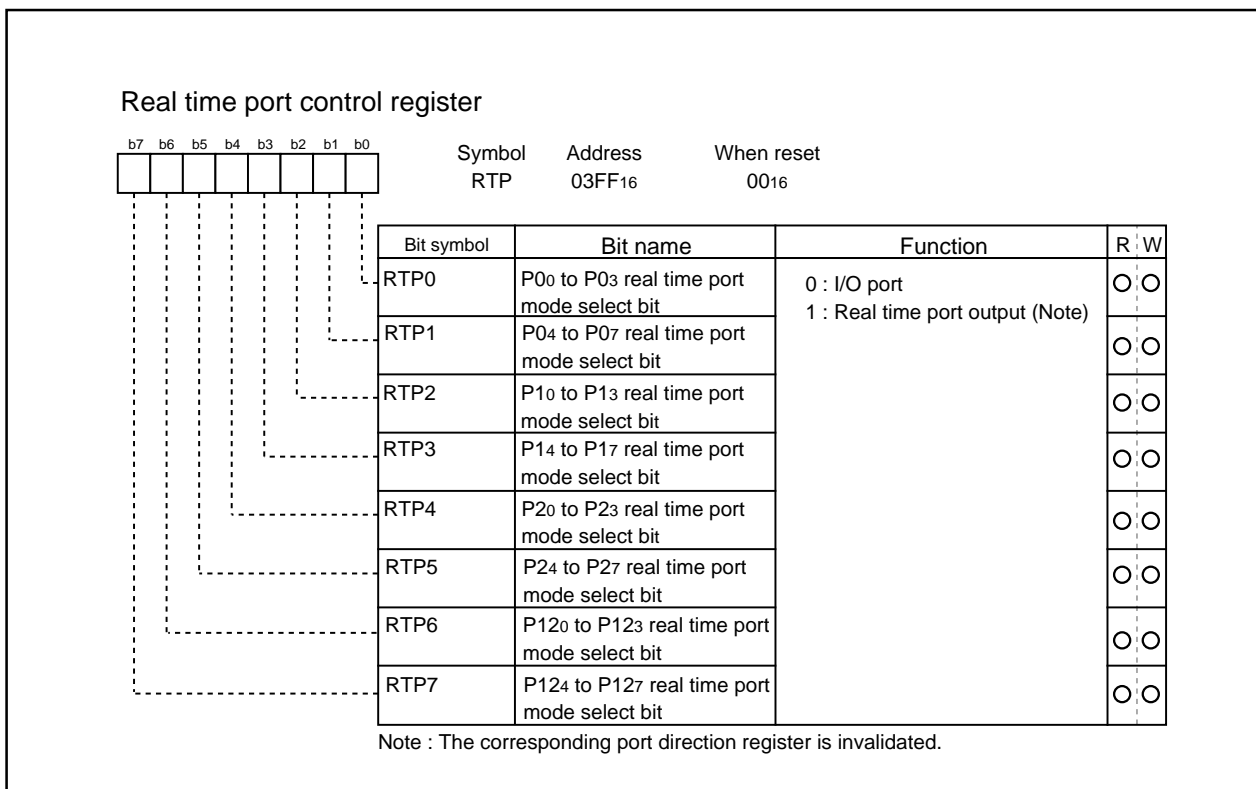 Real time port control register
b7 b6 b5 b4 b3 b2 b1 b0
Symbol Address When reset
RTP 03FF16 0016
Bit symbol Bit name Function R W
RTP0 P00 to P03 real time port
mode select bit
0 : I/O port
1 : Real time port output (Note)
RTP1 P04 to P07 real time port
mode select bit
RTP2 P10 to P13 real time port
mode select bit
RTP3 P14 to P17 real time port
mode select bit
RTP4 P20 to P23 real time port
mode select bit
RTP5 P24 to P27 real time port
mode select bit
RTP6 P120 to P123 real time port
mode select bit
RTP7 P124 to P127 real time port
mode select bit
Note : The corresponding port direction register is invalidated.